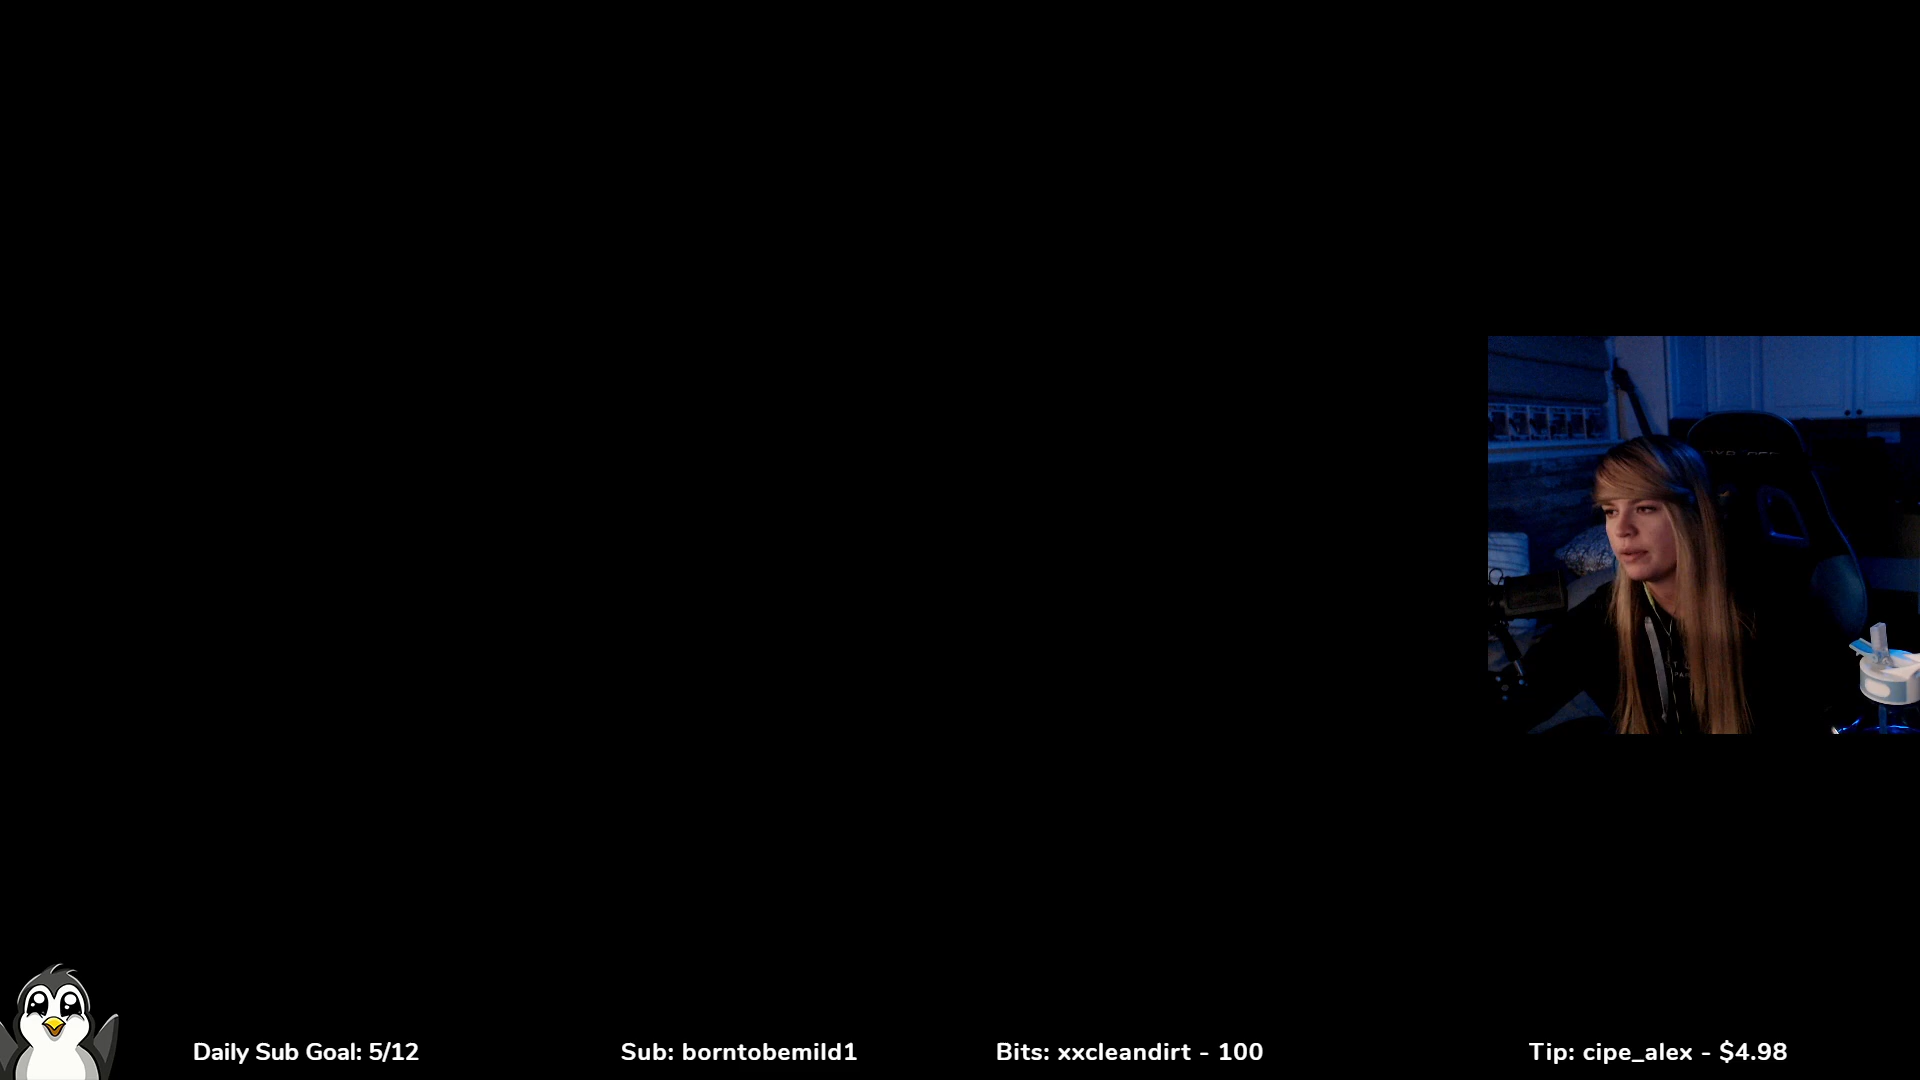 Daily Sub Goal: 5/12
Sub: borntobemild1
Bits: xxcleandirt - 100
Tip: cipe_alex - $4.98